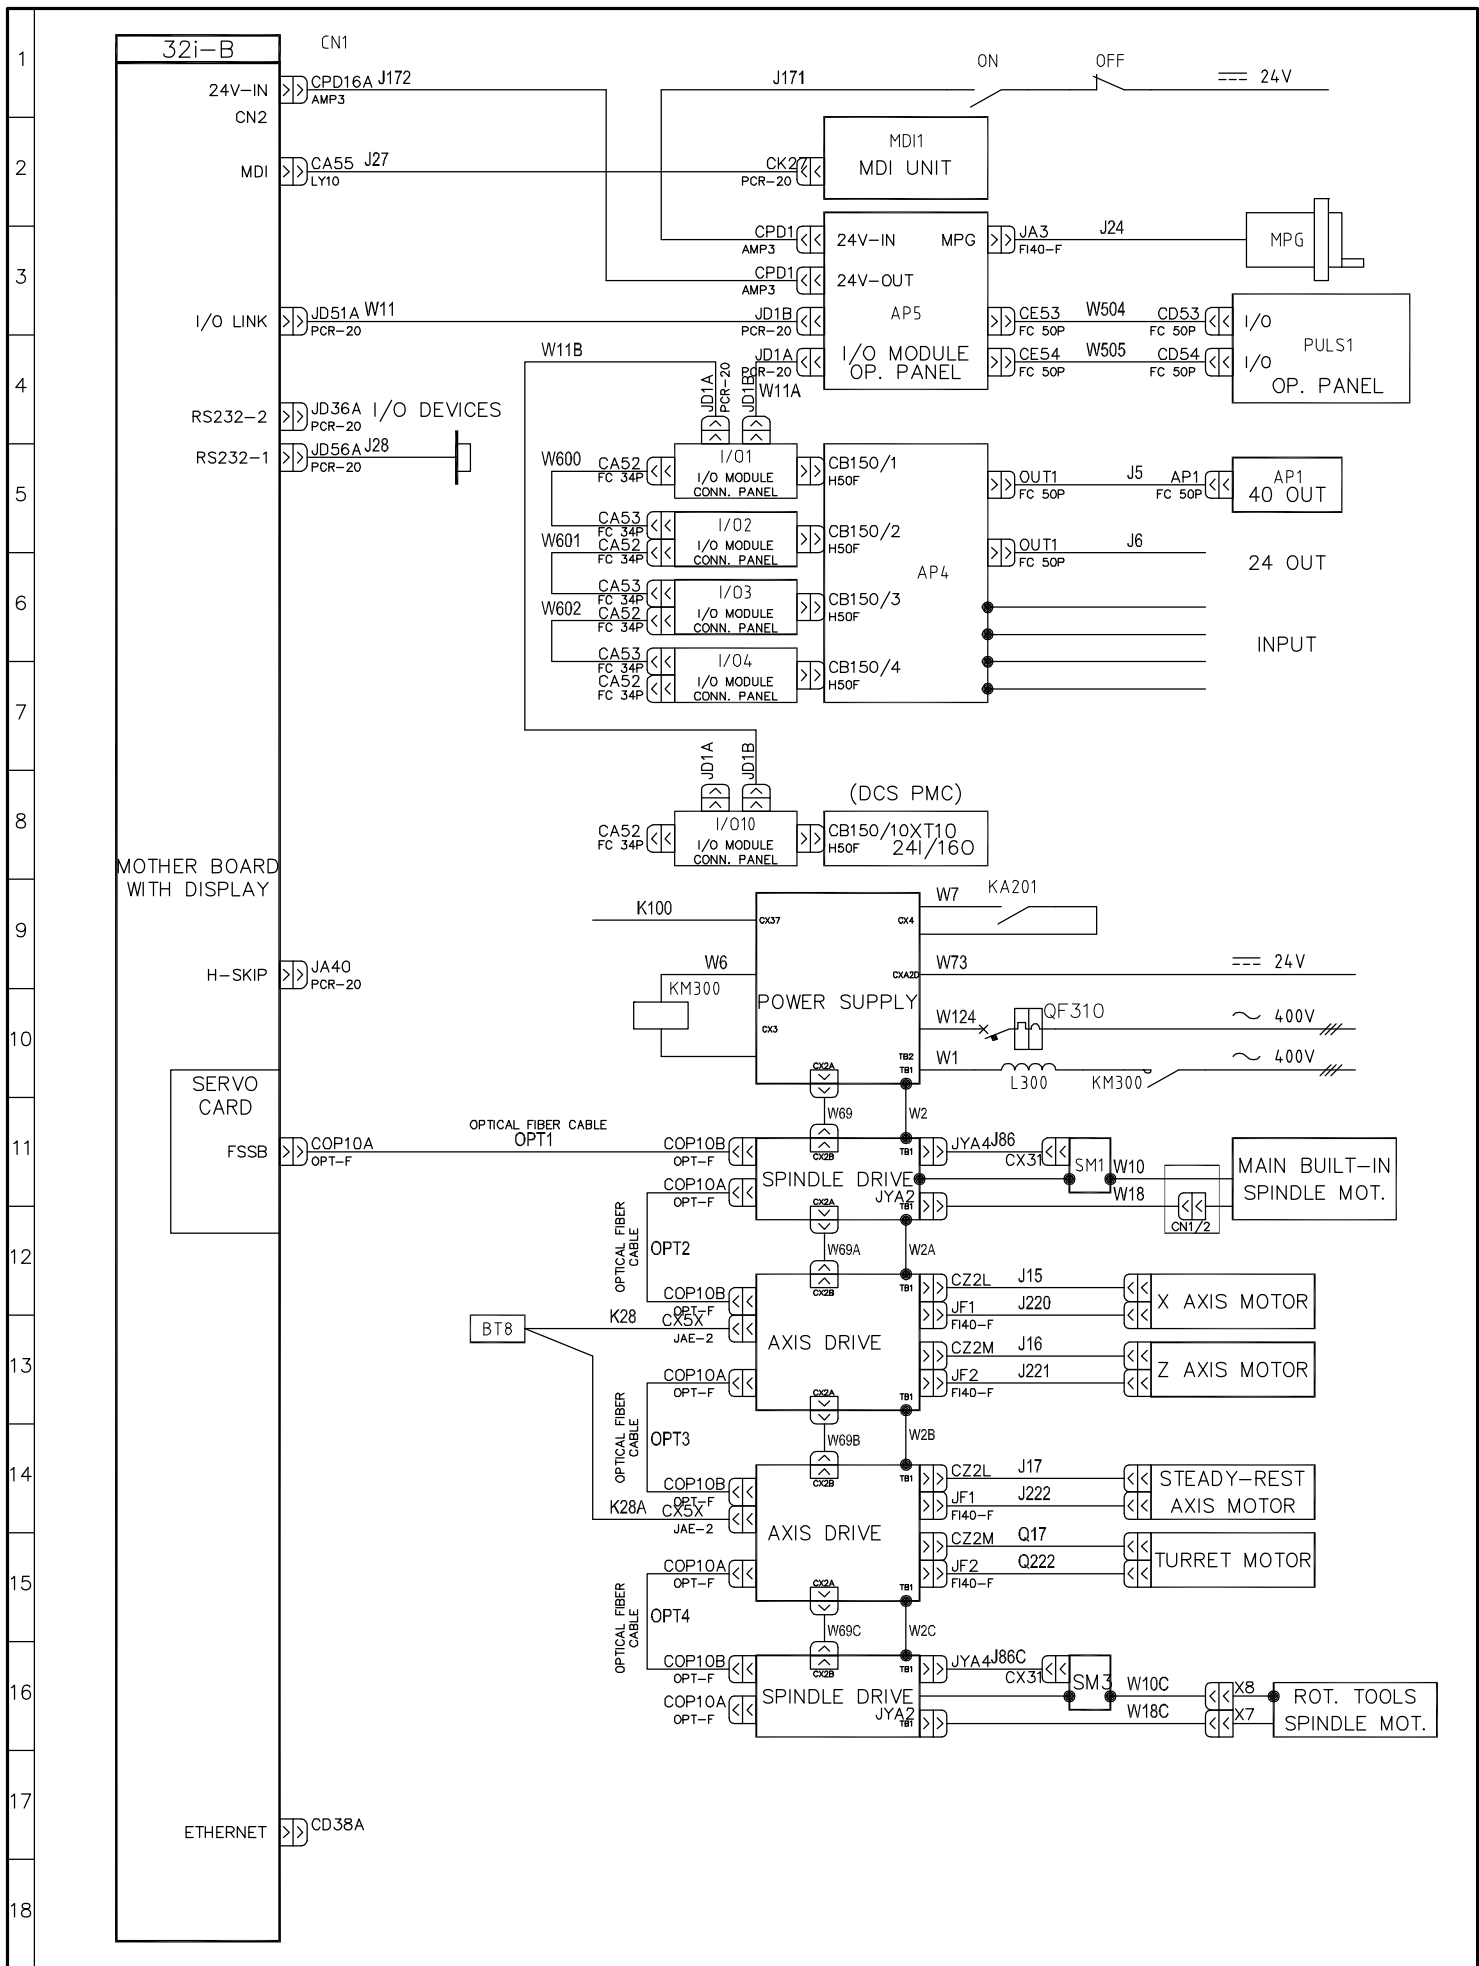 1
32i-B
CN1
24V-IN
CPD16A J172
AMP3
J171
ON
OFF
24V
CN2
2
MDI
CA55 J27
LY10
CK27
PCR-20
MDI1
MDI UNIT
3
CPD1
AMP3
24V-IN
MPG
JA3
FI40-F
J24
MPG
CPD1
AMP3
24V-OUT
I/O LINK
JD51A W11
PCR-20
JD1B
PCR-20
AP5
CE53
FC 50P
W504
CD53
FC 50P
I/O
4
W11B
JD1A
PCR-20
I/O MODULE
OP. PANEL
CE54
FC 50P
W505
CD54
FC 50P
I/O
PULS1
OP. PANEL
JD1A
PCR-20
JD1B
W11A
RS232-2
JD36A I/O DEVICES
PCR-20
RS232-1
JD56A J28
PCR-20
5
W600
CA52
FC 34P
I/O1
I/O MODULE
CONN. PANEL
CB150/1
H50F
OUT1
FC 50P
J5
AP1
FC 50P
AP1
40 OUT
CA53
FC 34P
W601
CA52
FC 34P
I/O2
I/O MODULE
CONN. PANEL
CB150/2
H50F
AP4
OUT1
FC 50P
J6
24 OUT
6
CA53
FC 34P
W602
CA52
FC 34P
I/O3
I/O MODULE
CONN. PANEL
CB150/3
H50F
INPUT
CA53
FC 34P
CA52
FC 34P
I/O4
I/O MODULE
CONN. PANEL
CB150/4
H50F
7
JD1A
JD1B
(DCS PMC)
8
CA52
FC 34P
I/O10
I/O MODULE
CONN. PANEL
CB150/10XT10
H50F
24I/16O
MOTHER BOARD
WITH DISPLAY
9
K100
CX37
CX4
W7
KA201
H-SKIP
JA40
PCR-20
W6
KM300
CXA2D
W73
24V
POWER SUPPLY
10
CX3
W124
QF310
400V
TB2
TB1
W1
L300
KM300
400V
CX2A
SERVO
CARD
W69
W2
11
FSSB
COP10A
OPT-F
OPTICAL FIBER CABLE
OPT1
COP10B
OPT-F
CX2B
TB1
JYA4 J86
CX31
SM1
W10
MAIN BUILT-IN
SPINDLE MOT.
COP10A
OPT-F
SPINDLE DRIVE
JYA2
CX2A
TB1
W18
CN1/2
12
OPTICAL FIBER
CABLE
OPT2
W69A
W2A
COP10B
OPT-F
CX2B
TB1
CZ2L
J15
X AXIS MOTOR
JF1
FI40-F
J220
BT8
K28
CX5X
JAE-2
AXIS DRIVE
13
CZ2M
J16
Z AXIS MOTOR
JF2
FI40-F
J221
COP10A
OPT-F
CX2A
TB1
OPTICAL FIBER
CABLE
OPT3
W69B
W2B
14
COP10B
OPT-F
CX2B
TB1
CZ2L
J17
STEADY-REST
AXIS MOTOR
JF1
FI40-F
J222
K28A
CX5X
JAE-2
AXIS DRIVE
CZ2M
Q17
TURRET MOTOR
15
COP10A
OPT-F
CX2A
TB1
JF2
FI40-F
Q222
OPTICAL FIBER
CABLE
OPT4
W69C
W2C
16
COP10B
OPT-F
CX2B
TB1
JYA4 J86C
CX31
SM3
W10C
X8
ROT. TOOLS
SPINDLE MOT.
COP10A
OPT-F
SPINDLE DRIVE
JYA2
TB1
W18C
X7
17
ETHERNET
CD38A
18